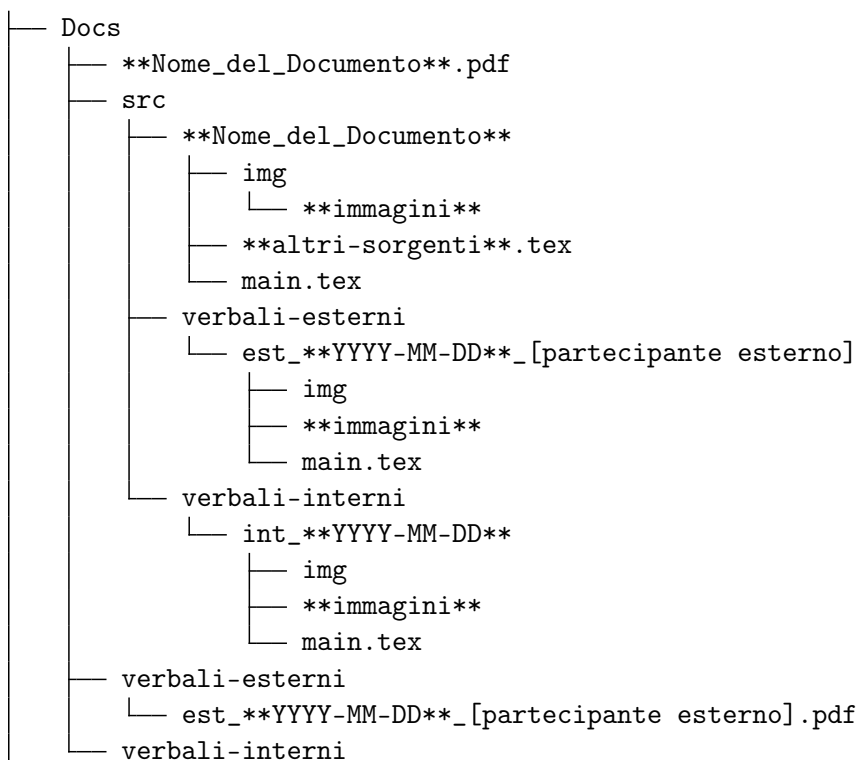 Docs
**Nome_del_Documento**.pdf
src
**Nome_del_Documento**
img
**immagini**
**altri-sorgenti**.tex
main.tex
verbali-esterni
est_**YYYY-MM-DD**_[partecipante esterno]
img
**immagini**
main.tex
verbali-interni
int_**YYYY-MM-DD**
img
**immagini**
main.tex
verbali-esterni
est_**YYYY-MM-DD**_[partecipante esterno].pdf
verbali-interni